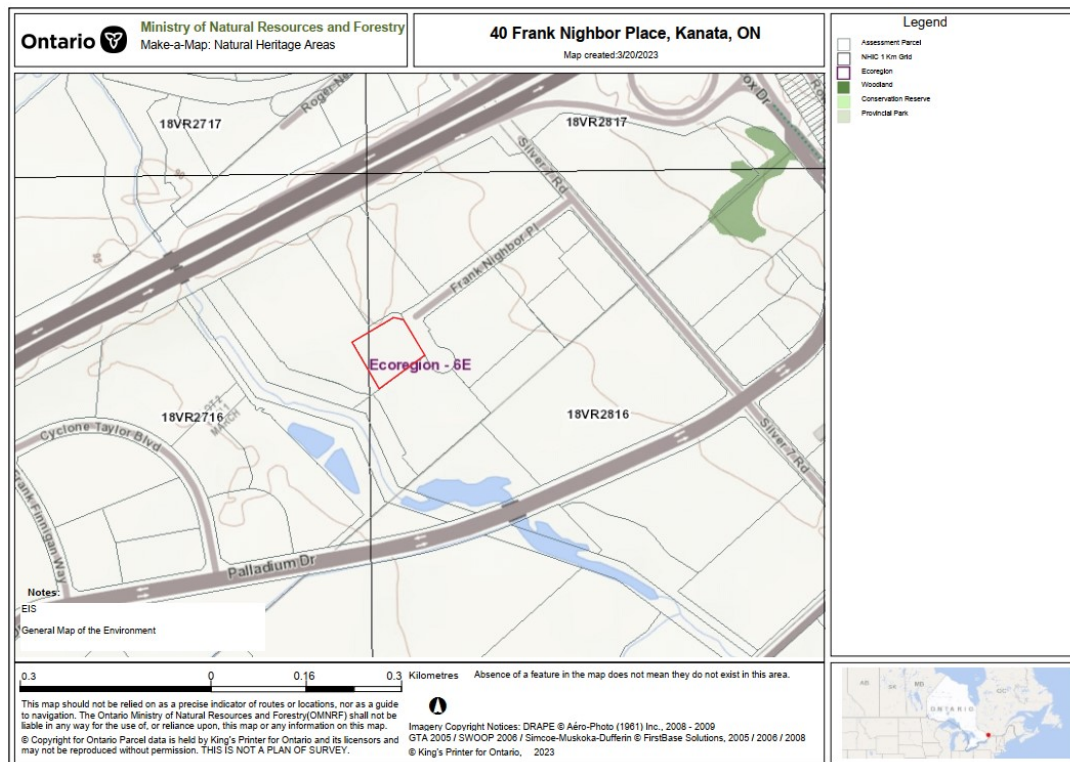 Ontario
Ministry of Natural Resources and Forestry
Make-a-Map: Natural Heritage Areas
40 Frank Nighbor Place, Kanata, ON
Map created:3/20/2023
Legend
Assessment Parcel
NHIC 1 Km Grid
Ecoregion
Woodland
Conservation Reserve
Provincial Park
18VR2717
18VR2817
Silver 7 Rd
Frank Nighbor Pl
95
Ecoregion - 6E
18VR2716
MARCH
18VR2816
Cyclone Taylor Blvd
Frank Finnigan Way
Silver 7 Rd
Palladium Dr
Notes:
EIS
General Map of the Environment
0.3 0 0.16 0.3 Kilometres
Absence of a feature in the map does not mean they do not exist in this area.
This map should not be relied on as a precise indicator of routes or locations, nor as a guide
to navigation. The Ontario Ministry of Natural Resources and Forestry(OMNRF) shall not be
liable in any way for the use of, or reliance upon, this map or any information on this map.
© Copyright for Ontario Parcel data is held by King's Printer for Ontario and its licensors and
may not be reproduced without permission. THIS IS NOT A PLAN OF SURVEY.
Imagery Copyright Notices: DRAPE © Aéro-Photo (1961) Inc., 2008 - 2009
GTA 2005 / SWOOP 2006 / Simcoe-Muskoka-Dufferin © FirstBase Solutions, 2005 / 2006 / 2008
© King's Printer for Ontario, 2023
ONTARIO